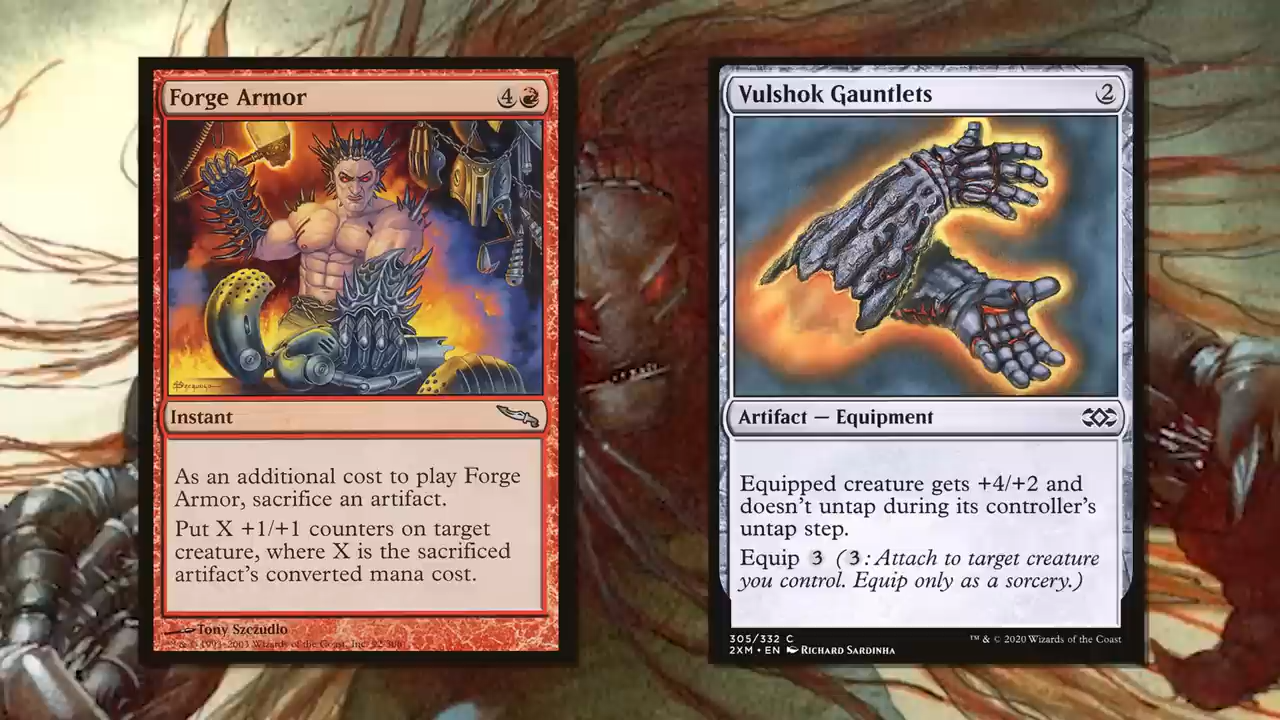 Forge Armor 4
Instant
As an additional cost to play Forge
Armor, sacrifice an artifact.
Put X +1/+1 counters on target
creature, where X is the sacrificed
artifact's converted mana cost.
Tony Szczudlo
Vulshok Gauntlets 2
Artifact — Equipment
Equipped creature gets +4/+2 and
doesn't untap during its controller's
untap step.
Equip 3 (3: Attach to target creature
you control. Equip only as a sorcery.)
305/332 C
2XM • EN Richard Sardinha
™ & © 2020 Wizards of the Coast